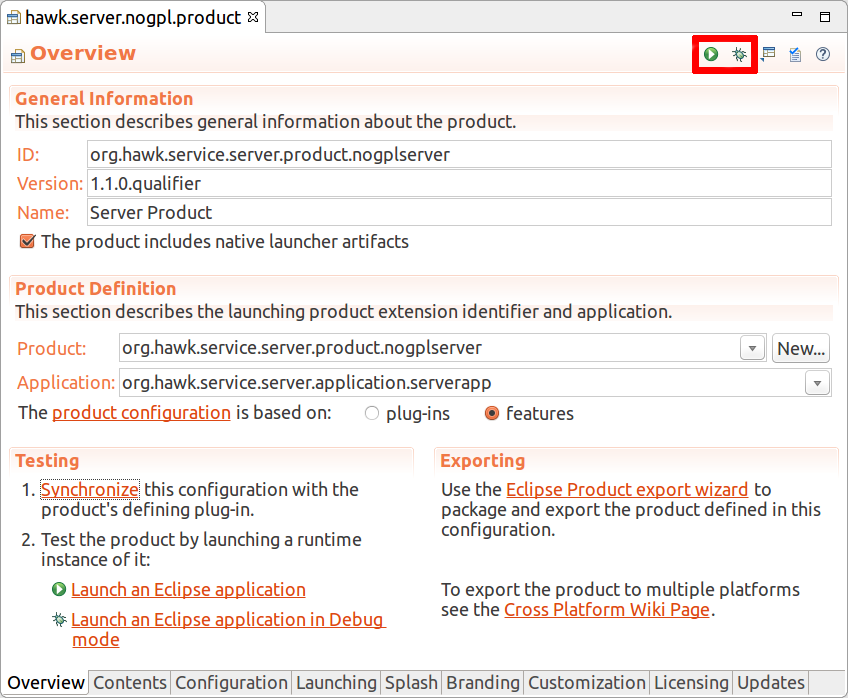 hawk.server.nogpl.product
Overview
General Information
This section describes general information about the product.
ID: org.hawk.service.server.product.nogplserver
Version: 1.1.0.qualifier
Name: Server Product
The product includes native launcher artifacts
Product Definition
This section describes the launching product extension identifier and application.
Product: org.hawk.service.server.product.nogplserver New...
Application: org.hawk.service.server.application.serverapp
The product configuration is based on: plug-ins features
Testing
1. Synchronize this configuration with the
product's defining plug-in.
2. Test the product by launching a runtime
instance of it:
Launch an Eclipse application
Launch an Eclipse application in Debug
mode
Exporting
Use the Eclipse Product export wizard to
package and export the product defined in this
configuration.
To export the product to multiple platforms
see the Cross Platform Wiki Page.
Overview Contents Configuration Launching Splash Branding Customization Licensing Updates